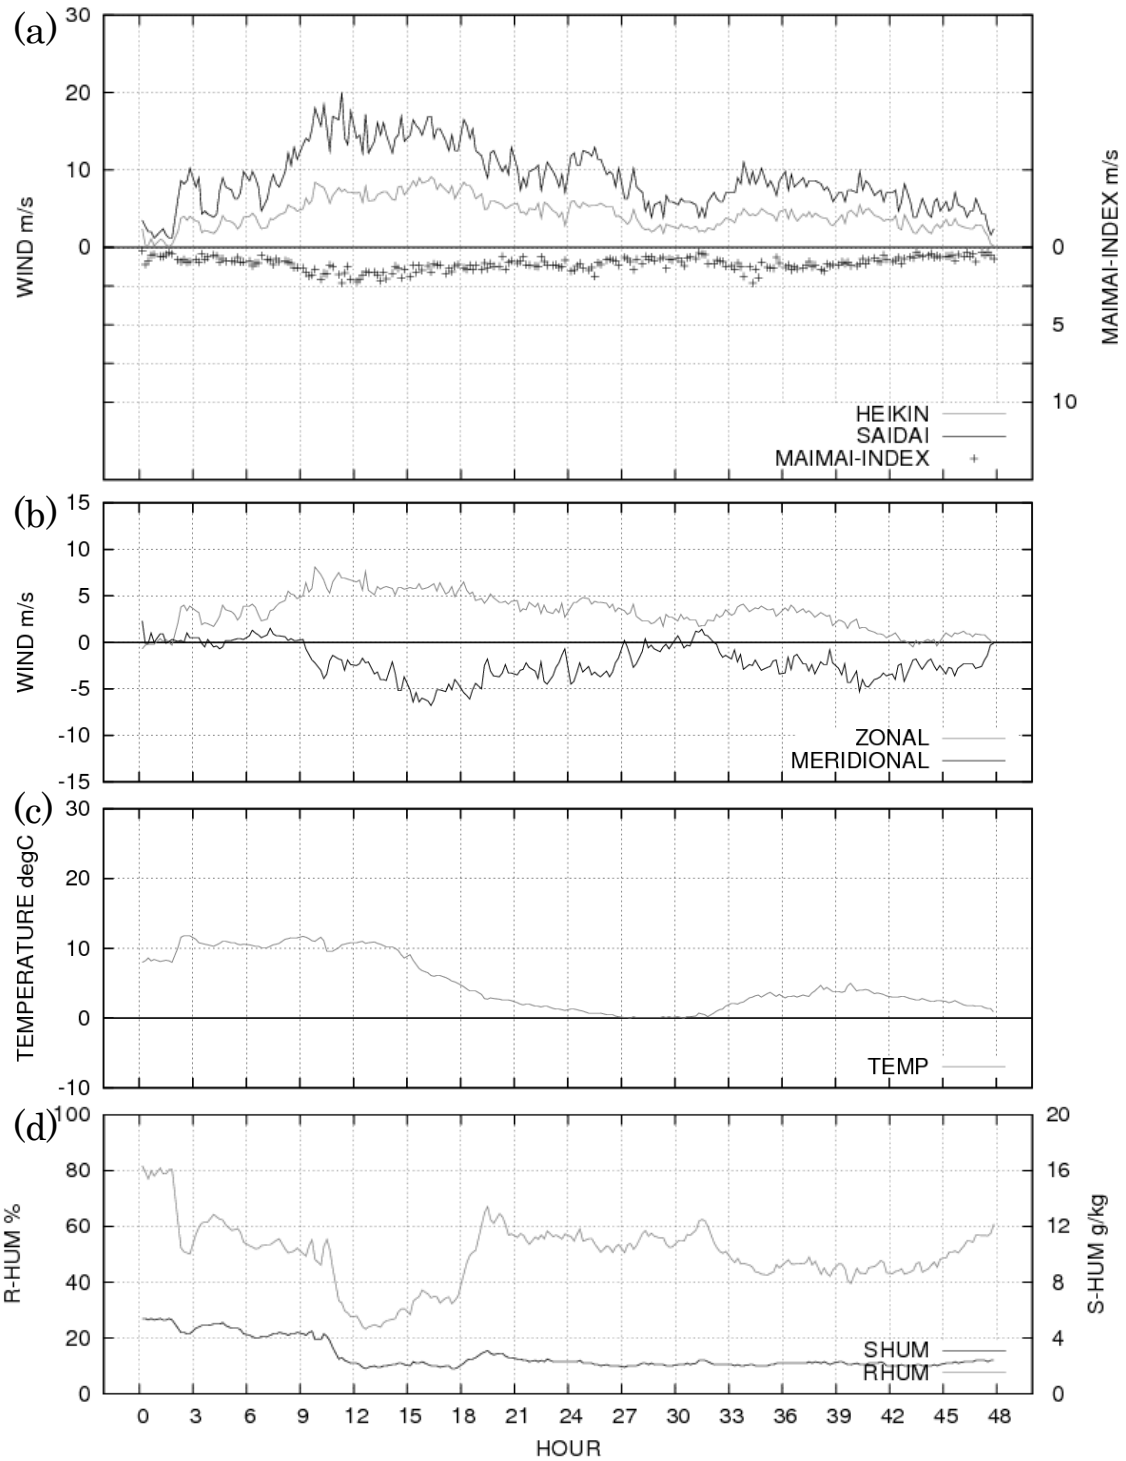 (a)
30
20
10
0
0
5
10
WIND m/s
MAIMAI-INDEX m/s
HEIKIN
SAIDAI
MAIMAI-INDEX
(b)
15
10
5
0
-5
-10
-15
WIND m/s
ZONAL
MERIDIONAL
(c)
30
20
10
0
-10
TEMPERATURE degC
TEMP
(d)
100
80
60
40
20
0
20
16
12
8
4
0
R-HUM %
S-HUM g/kg
SHUM
RHUM
0 3 6 9 12 15 18 21 24 27 30 33 36 39 42 45 48
HOUR